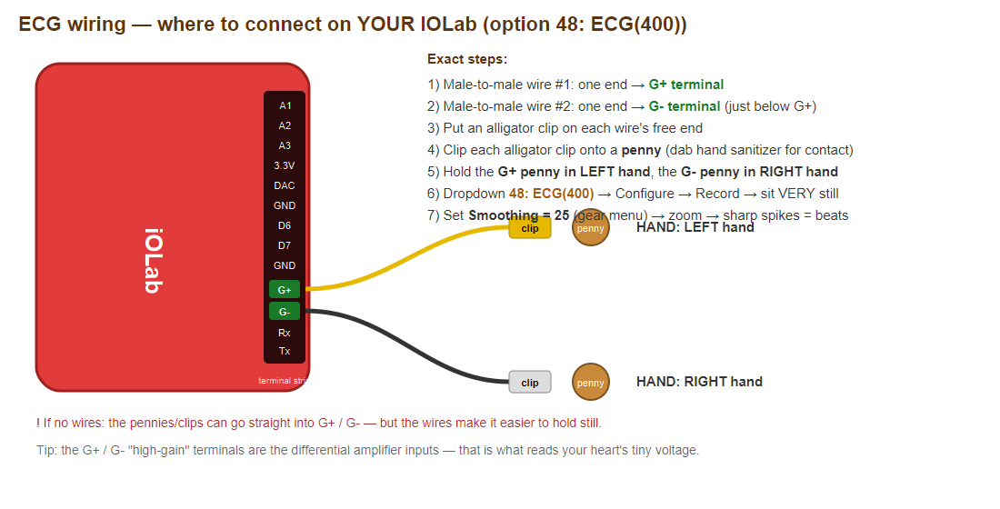 ECG wiring — where to connect on YOUR IOLab (option 48: ECG(400))
Exact steps:
1) Male-to-male wire #1: one end → G+ terminal
2) Male-to-male wire #2: one end → G- terminal (just below G+)
3) Put an alligator clip on each wire's free end
4) Clip each alligator clip onto a penny (dab hand sanitizer for contact)
5) Hold the G+ penny in LEFT hand, the G- penny in RIGHT hand
6) Dropdown 48: ECG(400) → Configure → Record → sit VERY still
7) Set Smoothing = 25 (gear menu) → zoom → sharp spikes = beats
A1
A2
A3
3.3V
DAC
GND
D6
D7
GND
G+
G-
Rx
Tx
terminal stri
iOLab
clip
penny
HAND: LEFT hand
clip
penny
HAND: RIGHT hand
! If no wires: the pennies/clips can go straight into G+ / G- — but the wires make it easier to hold still.
Tip: the G+ / G- "high-gain" terminals are the differential amplifier inputs — that is what reads your heart's tiny voltage.